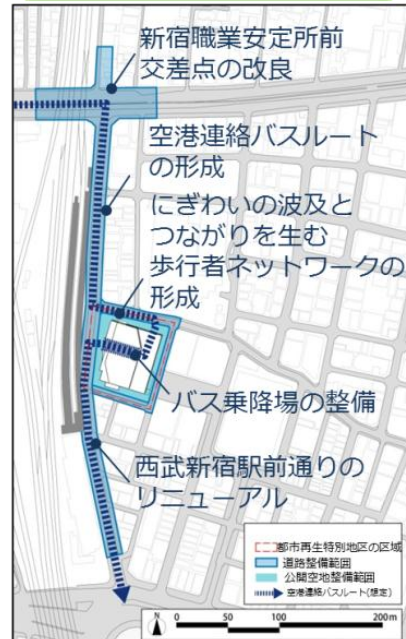 新宿職業安定所前
交差点の改良
空港連絡バスルート
の形成
にぎわいの波及と
つながりを生む
歩行者ネットワークの
形成
バス乗降場の整備
西武新宿駅前通りの
リニューアル
都市再生特別地区の区域
道路整備範囲
公開空地整備範囲
空港連絡バスルート(想定)
N 0 50 100 200m